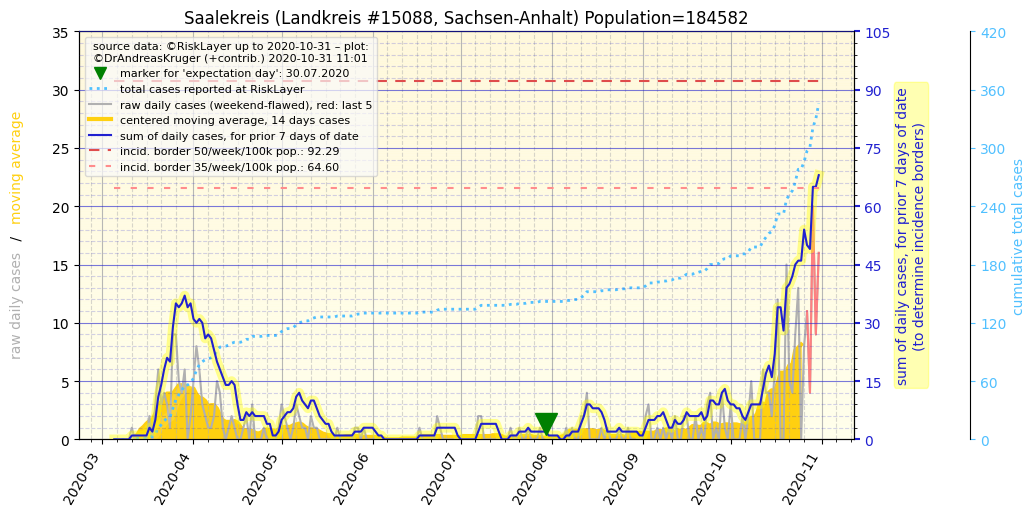 Saalekreis (Landkreis #15088, Sachsen-Anhalt) Population=184582
source data: ©RiskLayer up to 2020-10-31 – plot:
©DrAndreasKruger (+contrib.) 2020-10-31 11:01
marker for 'expectation day': 30.07.2020
total cases reported at RiskLayer
raw daily cases (weekend-flawed), red: last 5
centered moving average, 14 days cases
sum of daily cases, for prior 7 days of date
incid. border 50/week/100k pop.: 92.29
incid. border 35/week/100k pop.: 64.60
raw daily cases / moving average
35
30
25
20
15
10
5
0
105
90
75
60
45
30
15
0
sum of daily cases, for prior 7 days of date
(to determine incidence borders)
420
360
300
240
180
120
60
0
cumulative total cases
2020-03
2020-04
2020-05
2020-06
2020-07
2020-08
2020-09
2020-10
2020-11